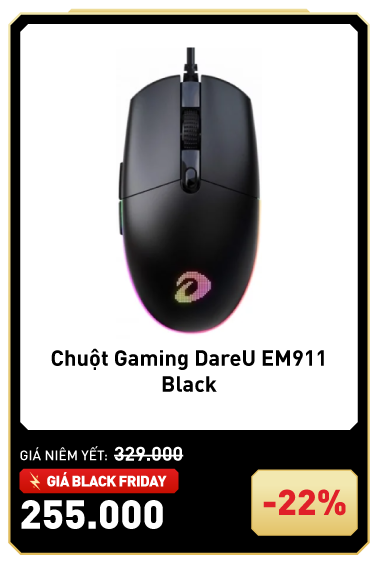 Chuột Gaming DareU EM911
Black
GIÁ NIÊM YẾT: 329.000
GIÁ BLACK FRIDAY
255.000
-22%